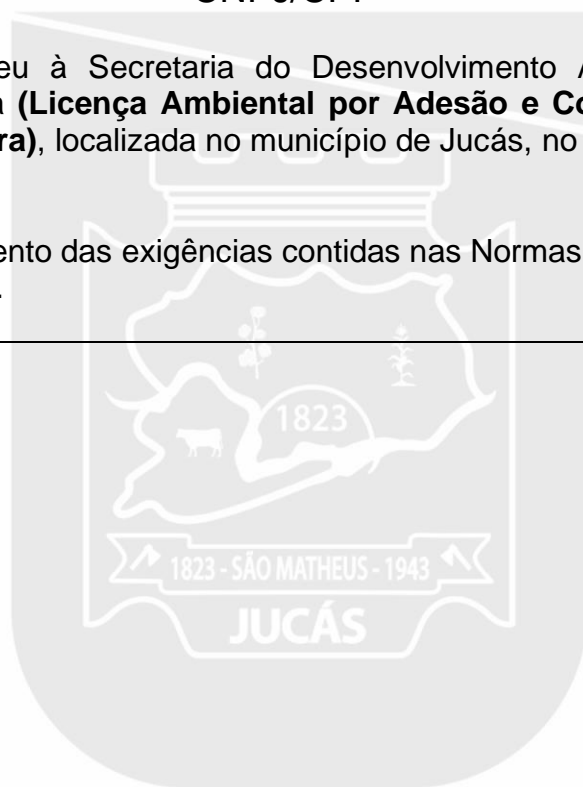 eu à Secretaria do Desenvolvimento
(Licença Ambiental por Adesão e Co
ra), localizada no município de Jucás, no
ento das exigências contidas nas Normas
.
1823
1823 - SÃO MATHEUS - 1943
JUCÁS